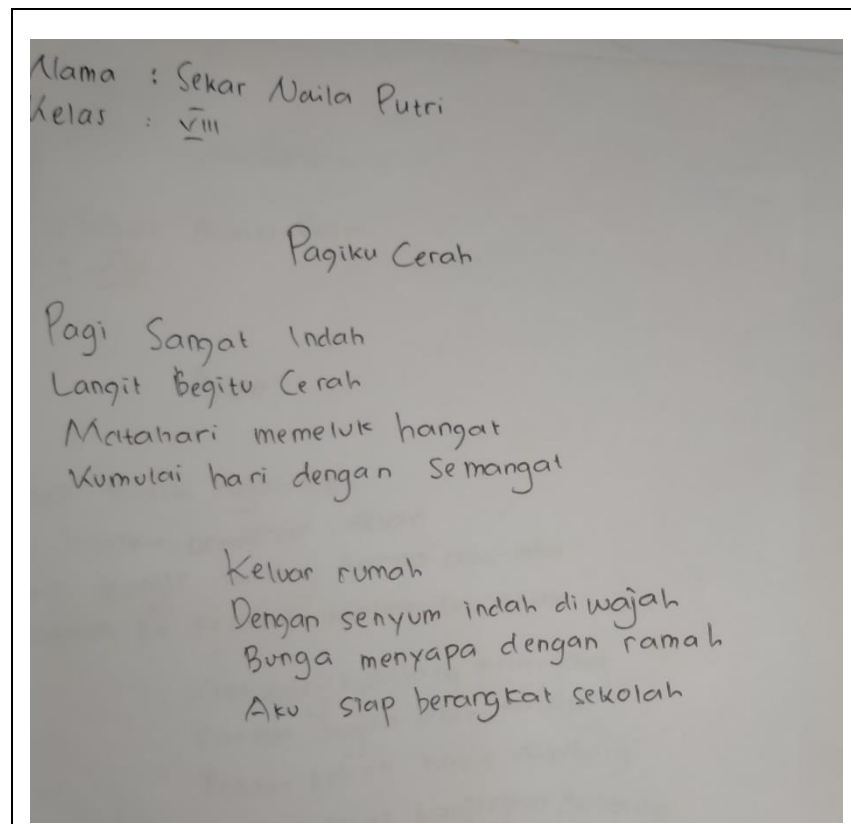 Nama : Sekar Naila Putri
Kelas : VIII
Pagiku Cerah
Pagi Sangat Indah
Langit Begitu Cerah
Matahari memeluk hangat
Kumulai hari dengan Semangat
Keluar rumah
Dengan senyum indah di wajah
Bunga menyapa dengan ramah
Aku siap berangkat sekolah